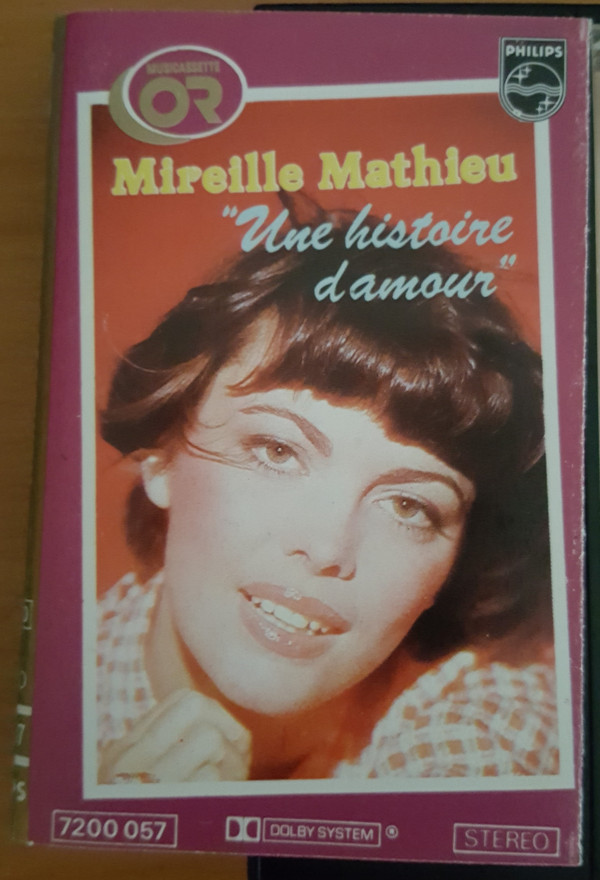 MUSICASSETTE
OR
PHILIPS
Mireille Mathieu
"Une histoire
d'amour"
7200 057
DOLBY SYSTEM ®
STEREO